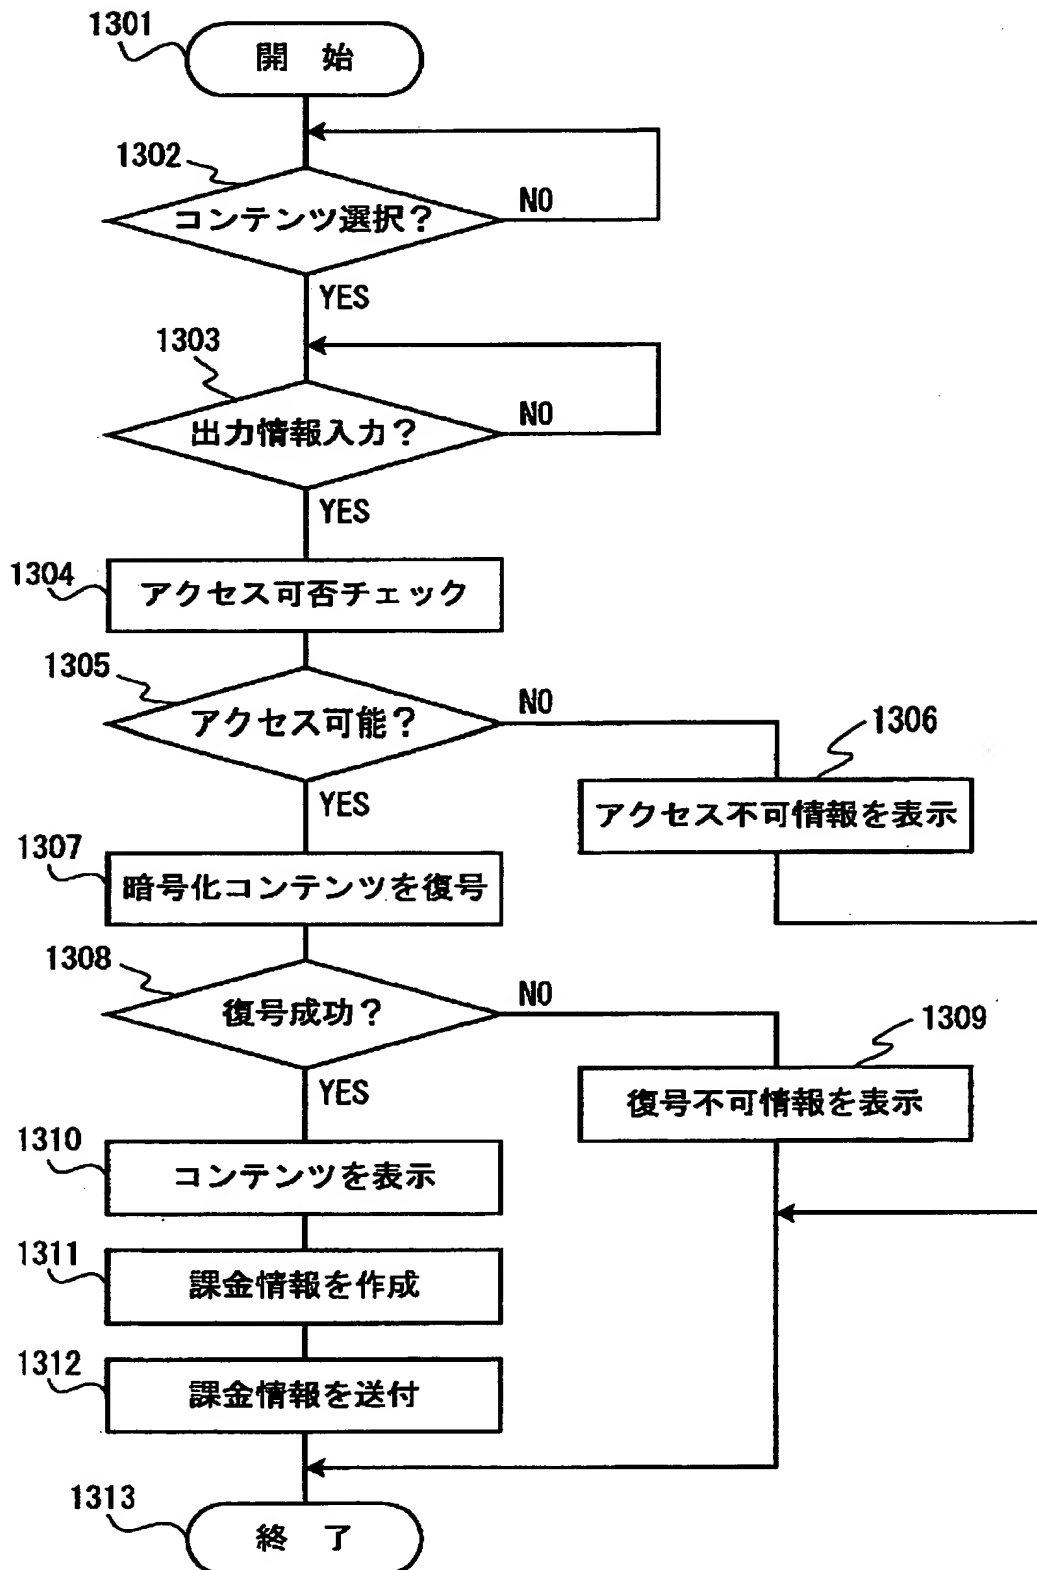 1301
開 始
1302
コンテンツ選択?
NO
YES
1303
出力情報入力?
NO
YES
1304
アクセス可否チェック
1305
アクセス可能?
NO
YES
1306
アクセス不可情報を表示
1307
暗号化コンテンツを復号
1308
復号成功?
NO
YES
1309
復号不可情報を表示
1310
コンテンツを表示
1311
課金情報を作成
1312
課金情報を送付
1313
終 了